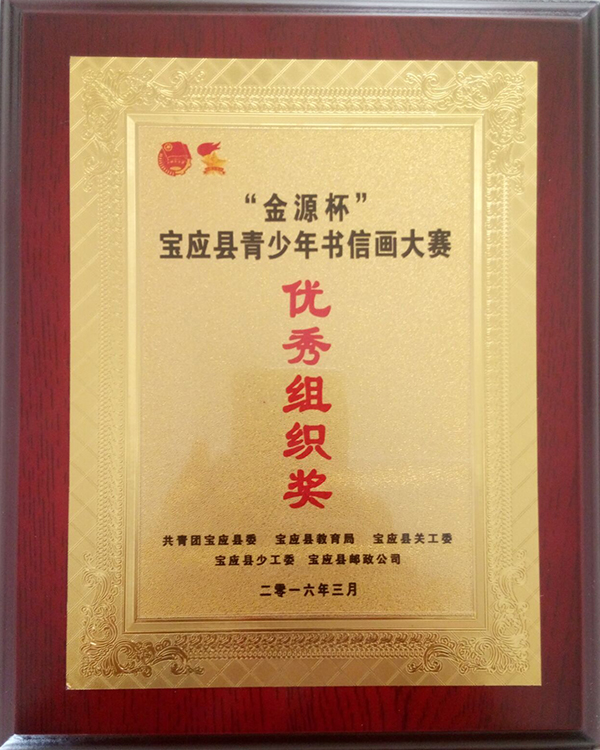 “金源杯”
宝应县青少年书信画大赛
优秀组织奖
共青团宝应县委 宝应县教育局 宝应县关工委
宝应县少工委 宝应县邮政公司
二零一六年三月